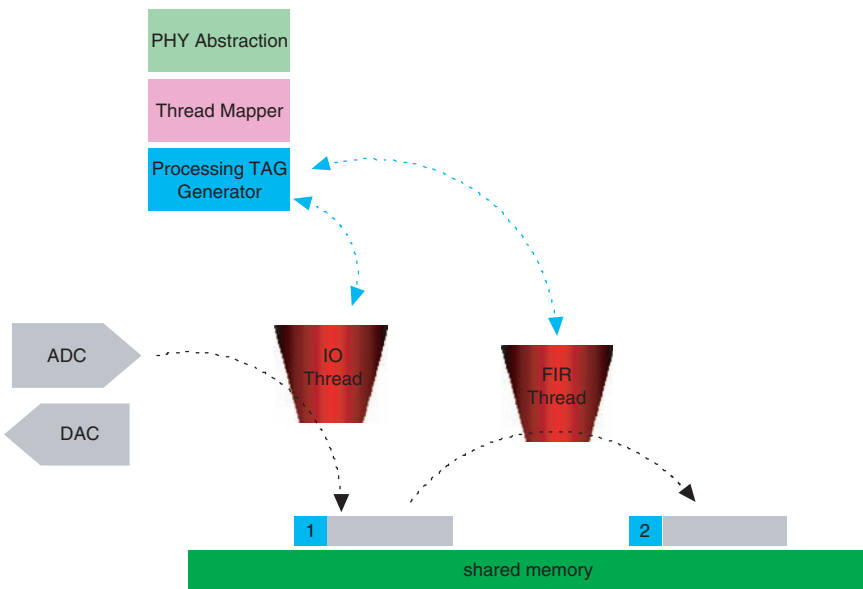 PHY Abstraction
Thread Mapper
Processing TAG
Generator
ADC
DAC
IO
Thread
FIR
Thread
1
2
shared memory